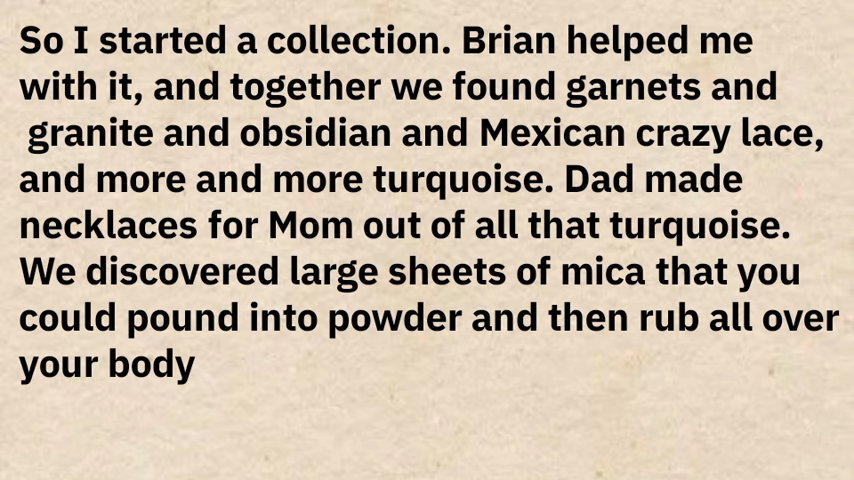 So I started a collection. Brian helped me
with it, and together we found garnets and
granite and obsidian and Mexican crazy lace,
and more and more turquoise. Dad made
necklaces for Mom out of all that turquoise.
We discovered large sheets of mica that you
could pound into powder and then rub all over
your body